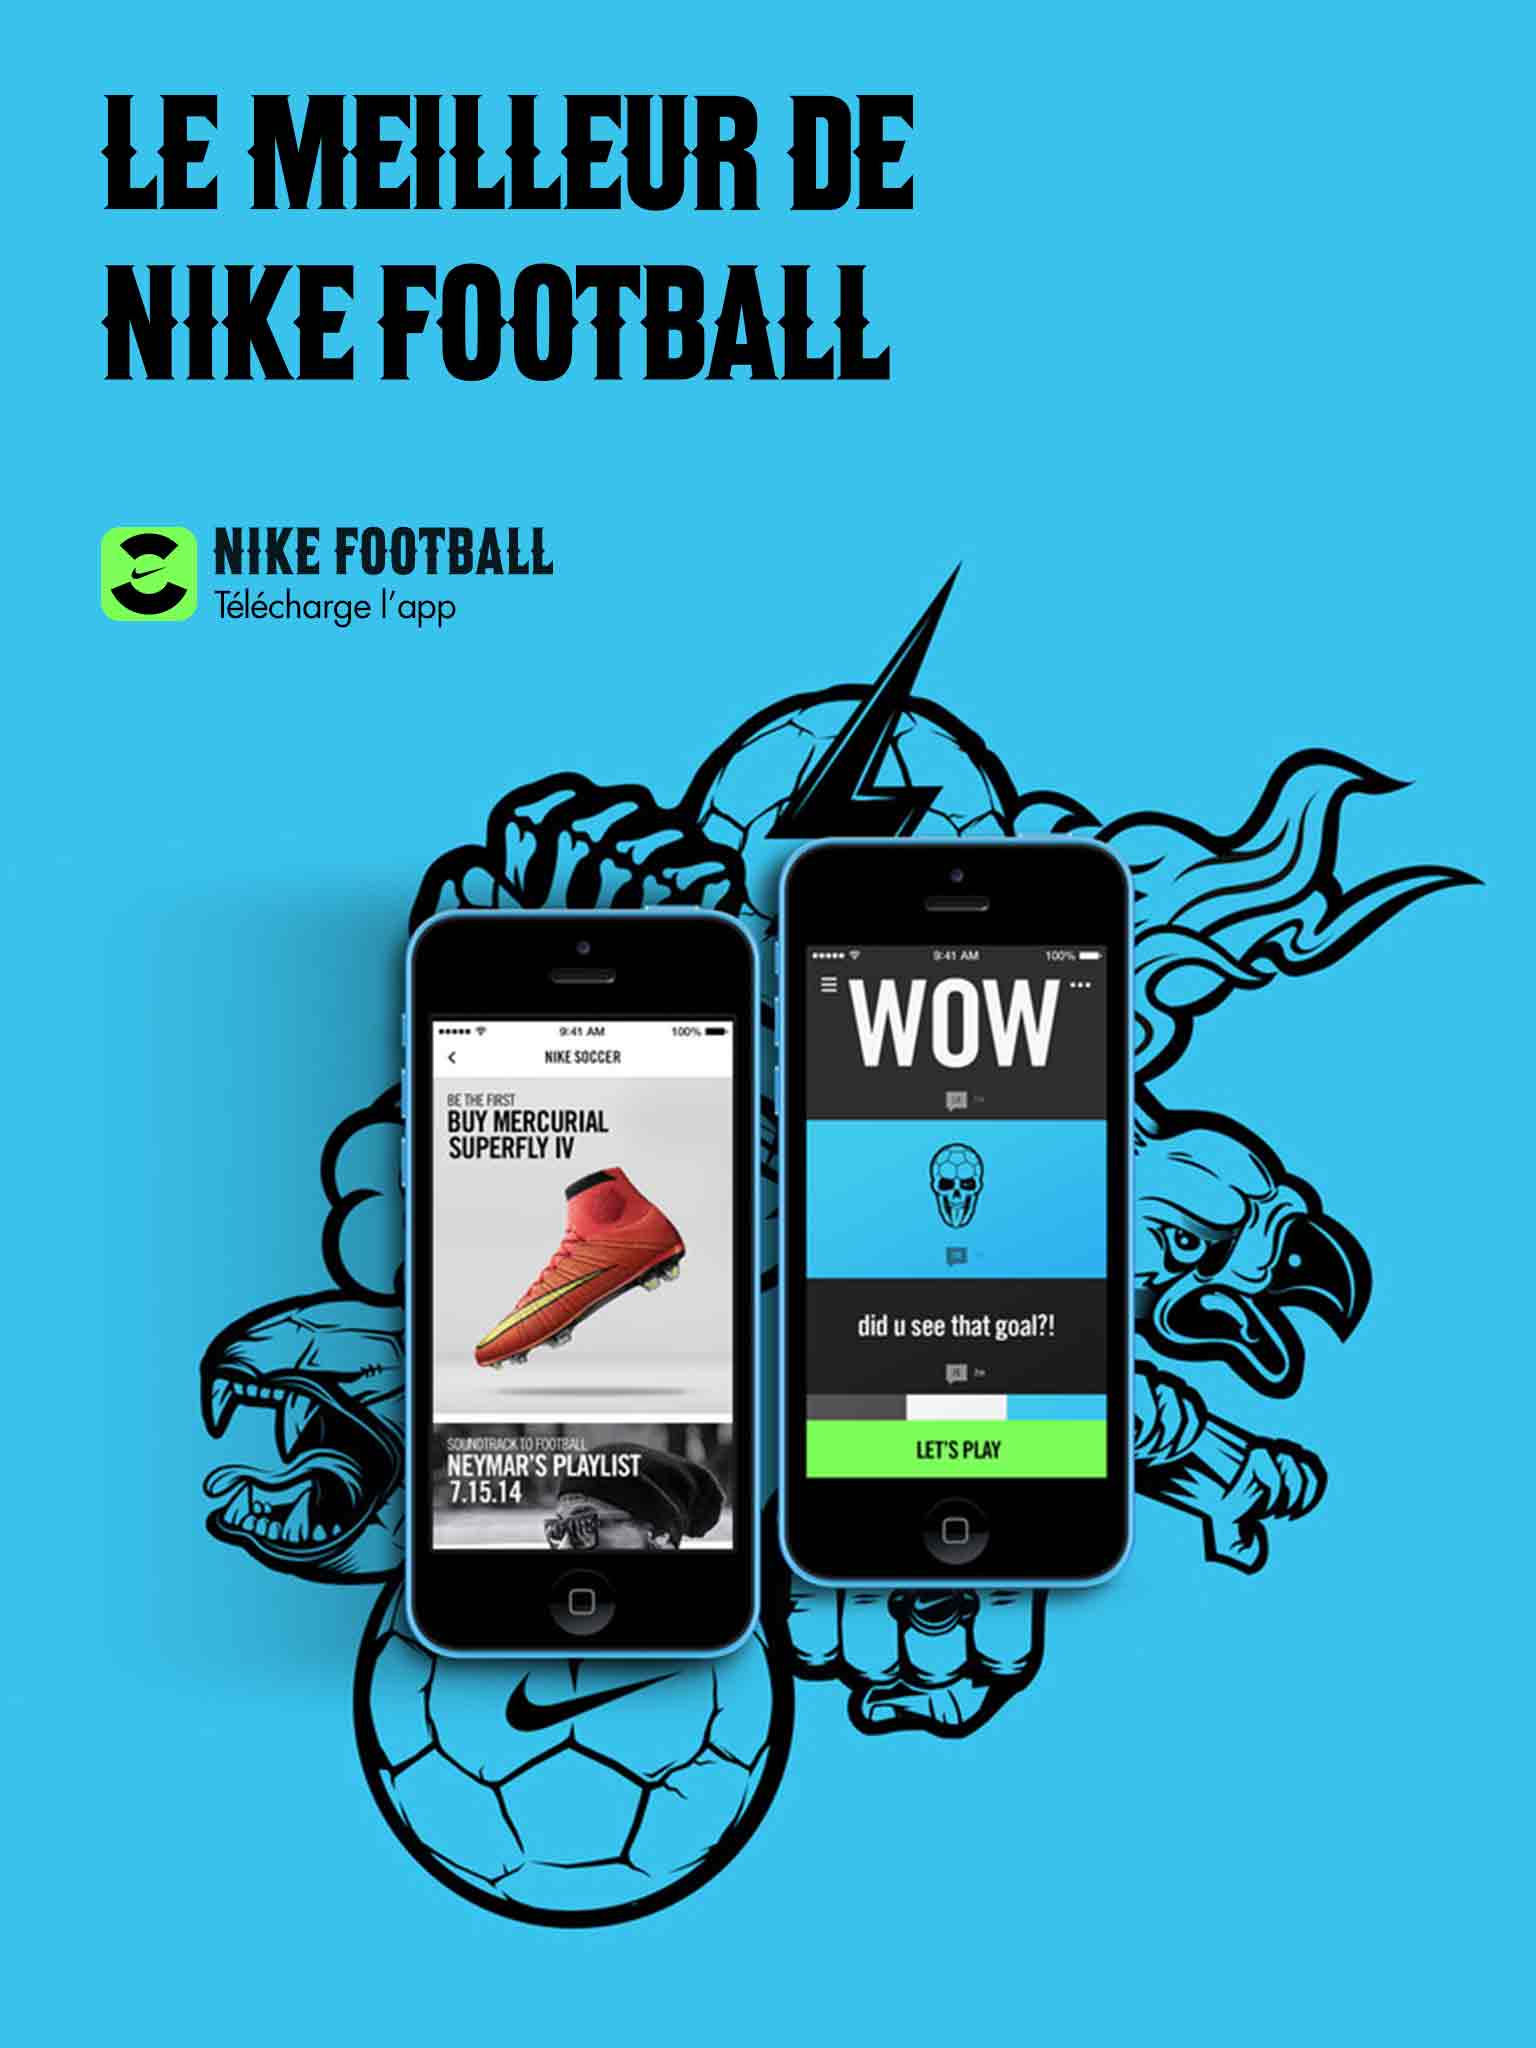 LE MEILLEUR DE
NIKE FOOTBALL
NIKE FOOTBALL
Télécharge l'app
9:41 AM
100%
NIKE SOCCER
BE THE FIRST
BUY MERCURIAL
SUPERFLY IV
SOUNDTRACK TO FOOTBALL
NEYMAR'S PLAYLIST
7.15.14
9:41 AM
100%
WOW
did u see that goal?!
LET'S PLAY